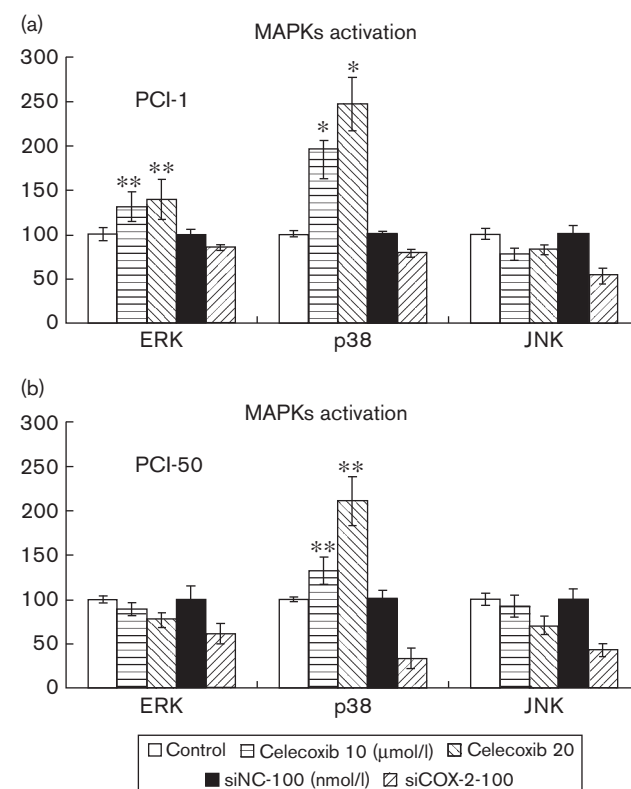 (a)
MAPKs activation
PCI-1
300
250
200
150
100
50
0
** ** * *
ERK p38 JNK
(b)
MAPKs activation
PCI-50
300
250
200
150
100
50
0
** **
ERK p38 JNK
Control Celecoxib 10 (μmol/l) Celecoxib 20
siNC-100 (nmol/l) siCOX-2-100